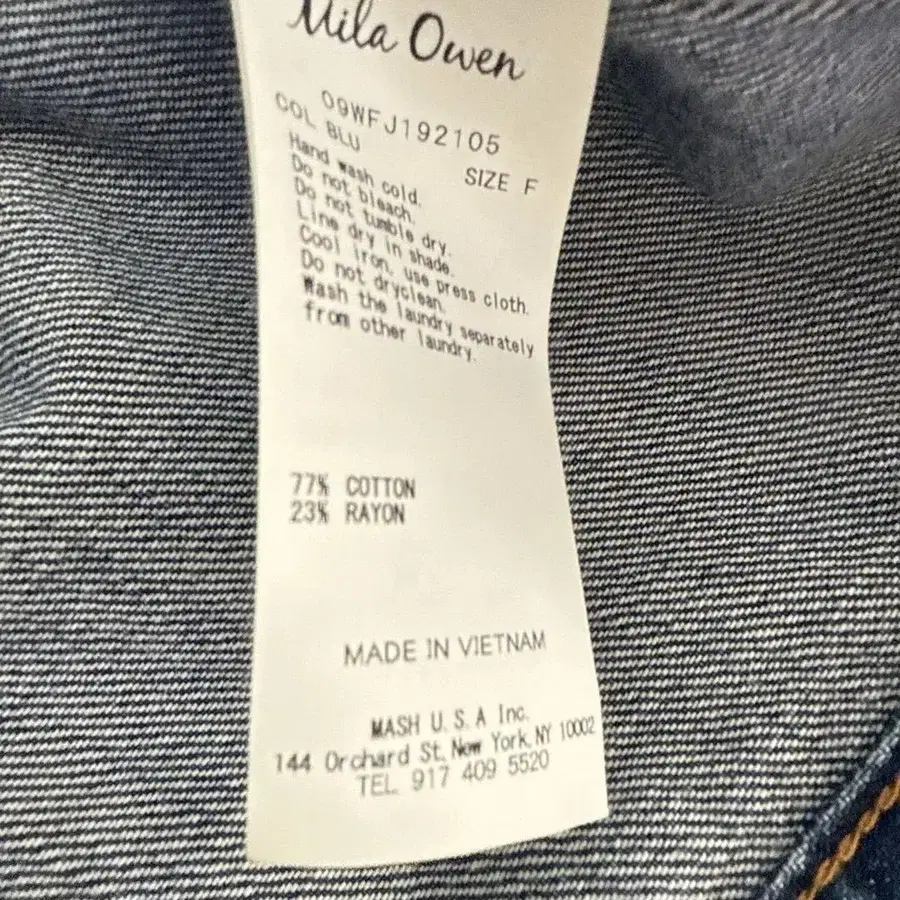 Mila Owen
09WFJ192105
COL BLU
SIZE F
Hand wash cold.
Do not bleach.
Do not tumble dry.
Line dry in shade.
Cool iron, use press cloth.
Do not dryclean.
Wash the laundry separately
from other laundry.
77% COTTON
23% RAYON
MADE IN VIETNAM
MASH U.S.A Inc.
144 Orchard St, New York, NY 10002
TEL 917 409 5520